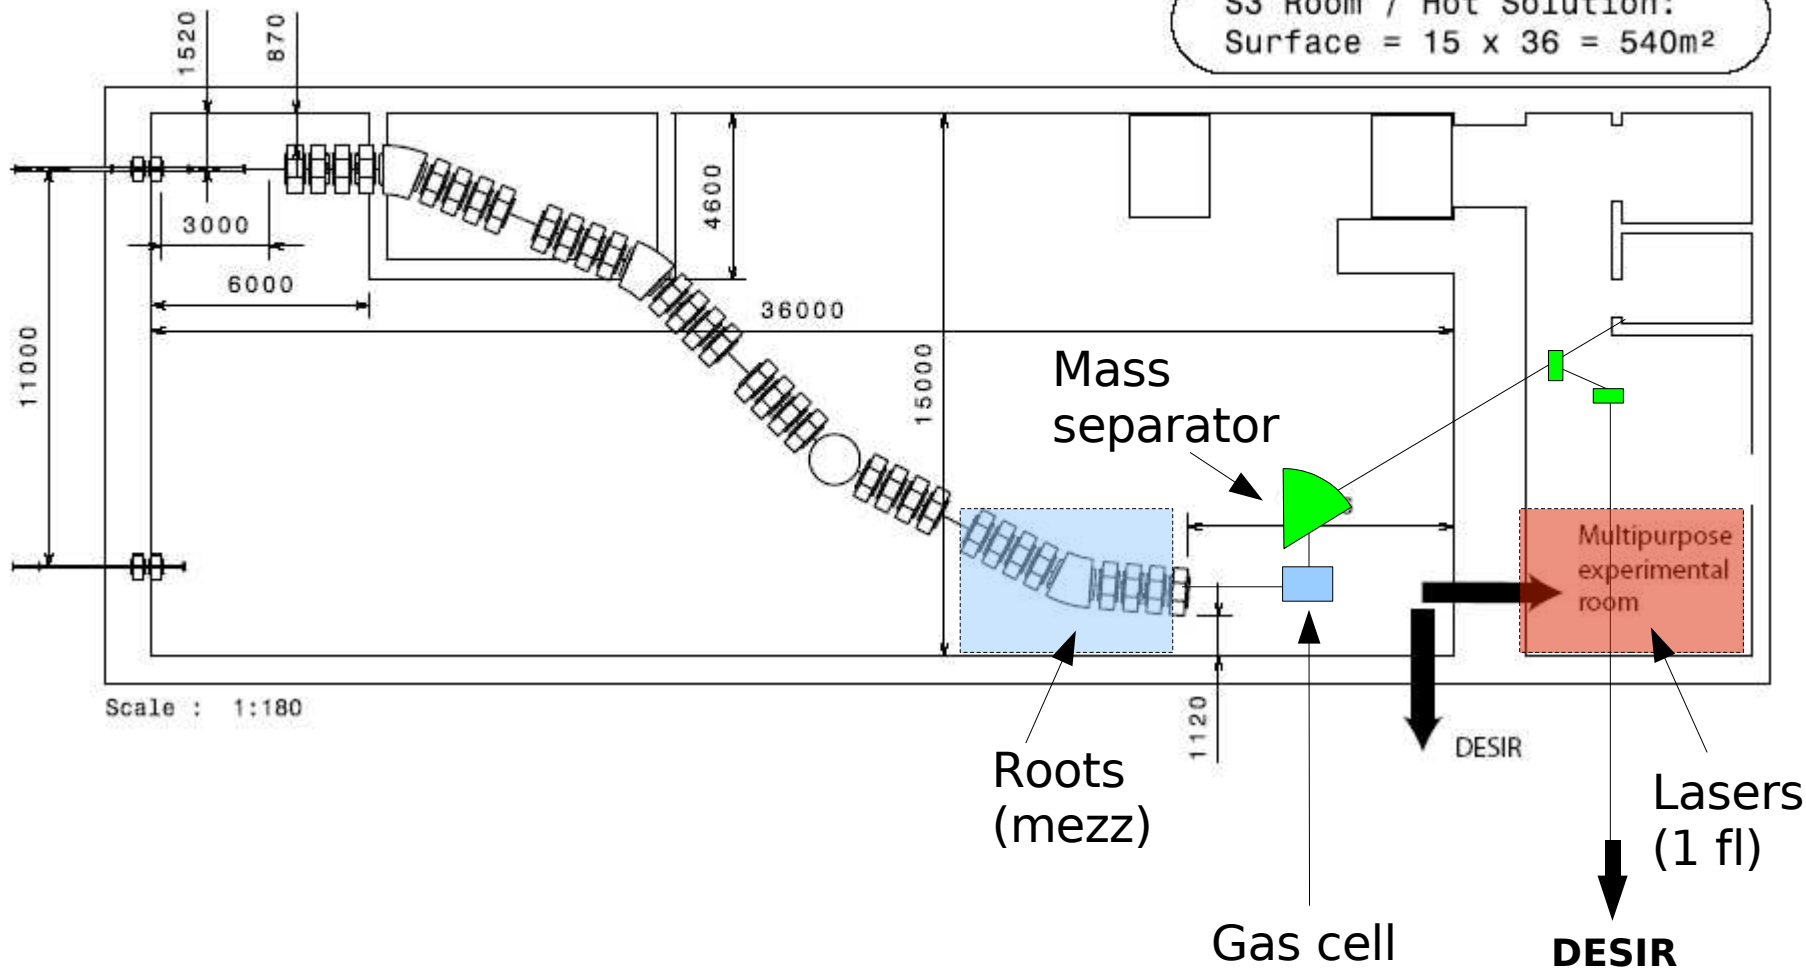 S3 Room / Hot Solution:
Surface = 15 x 36 = 540m²
1520
870
3000
6000
11000
4600
36000
15000
Mass
separator
Multipurpose
experimental
room
Scale : 1:180
1120
DESIR
Roots
(mezz)
Lasers
(1 fl)
Gas cell
DESIR